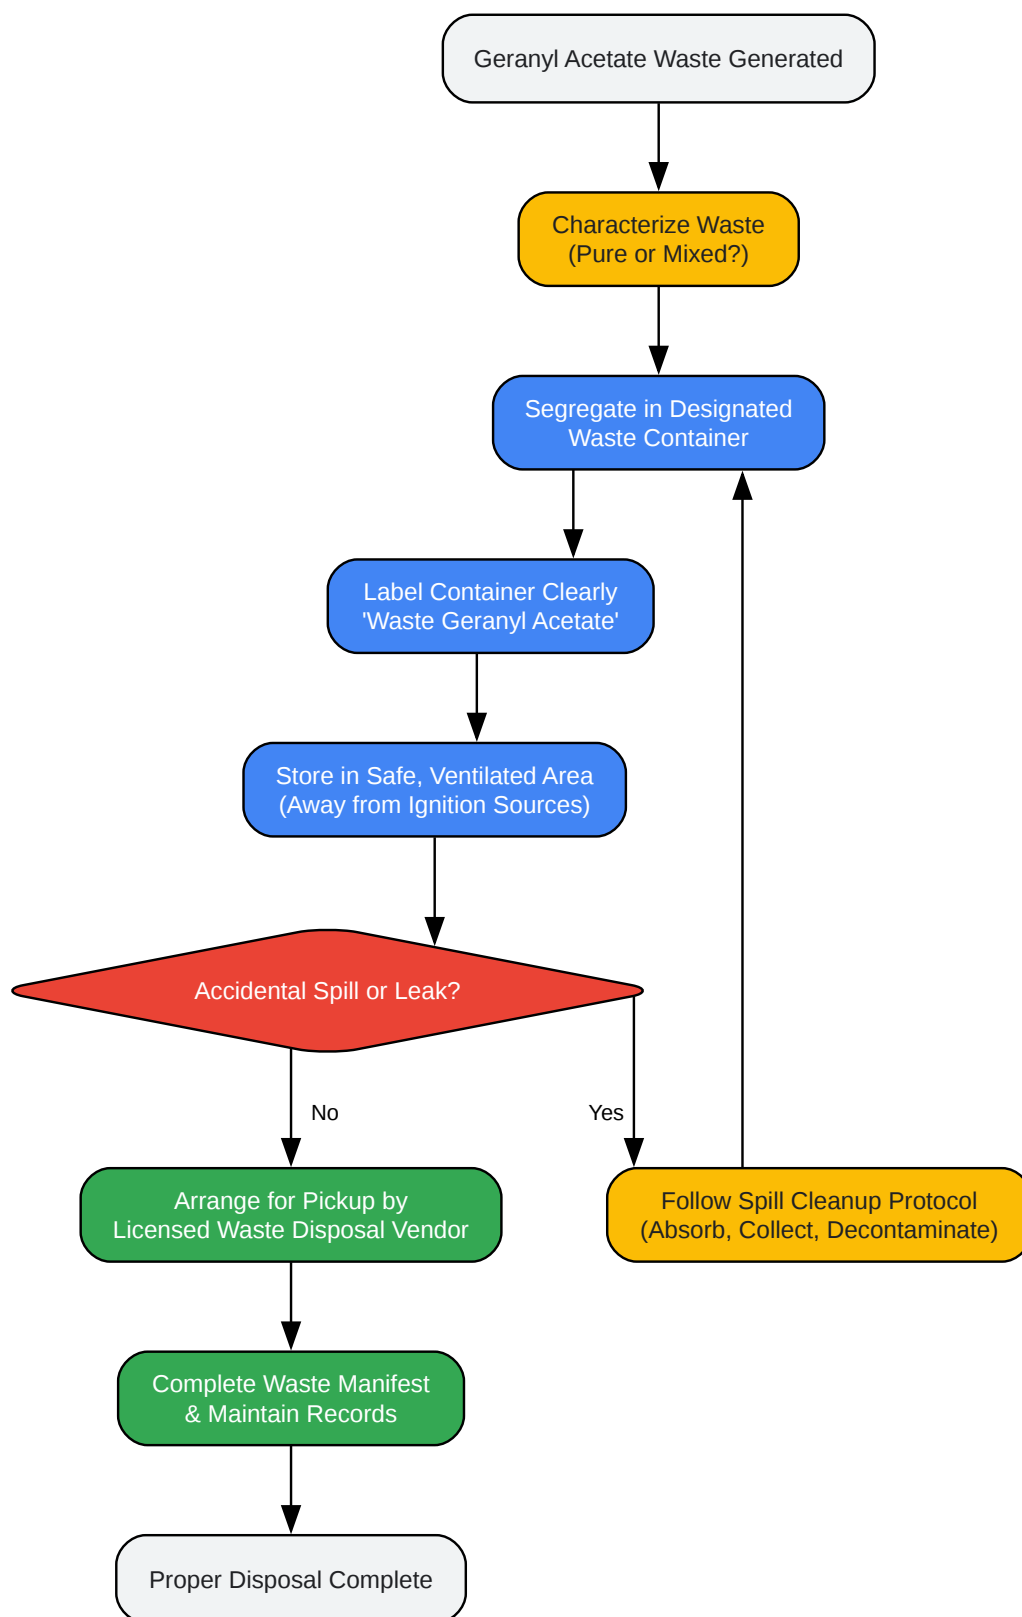 Geranyl Acetate Waste Generated
Characterize Waste
(Pure or Mixed?)
Segregate in Designated
Waste Container
Label Container Clearly
'Waste Geranyl Acetate'
Store in Safe, Ventilated Area
(Away from Ignition Sources)
Accidental Spill or Leak?
No
Yes
Arrange for Pickup by
Licensed Waste Disposal Vendor
Follow Spill Cleanup Protocol
(Absorb, Collect, Decontaminate)
Complete Waste Manifest
& Maintain Records
Proper Disposal Complete